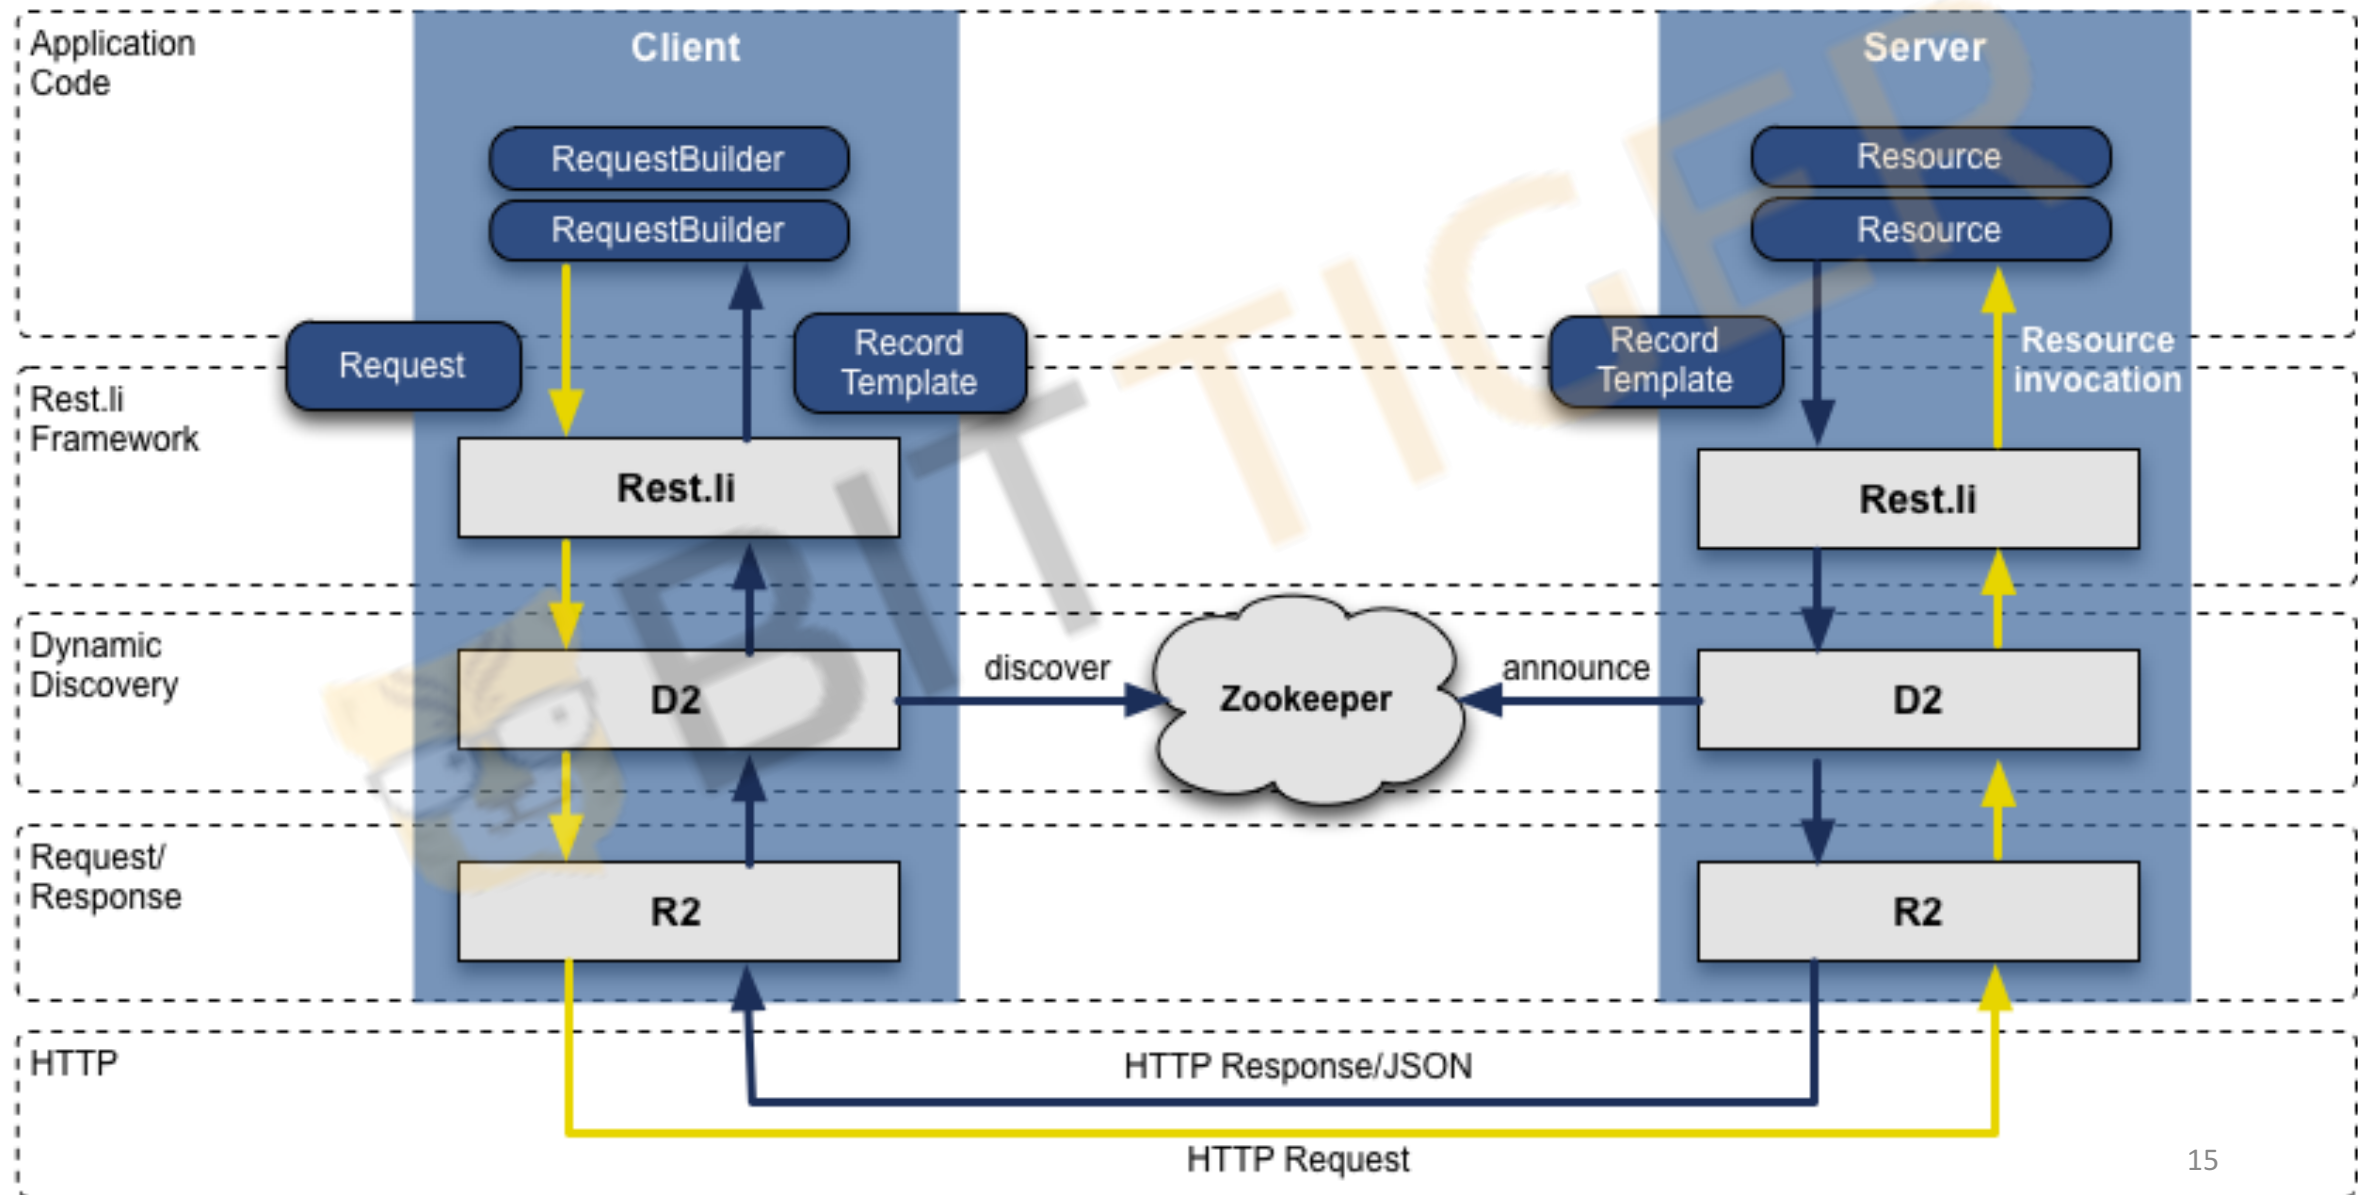 Application
Code
Client
Server
RequestBuilder
RequestBuilder
Resource
Resource
Request
Record
Template
Record
Template
Resource
invocation
Rest.li
Framework
Rest.li
Rest.li
Dynamic
Discovery
D2
discover
Zookeeper
announce
D2
Request/
Response
R2
R2
HTTP
HTTP Response/JSON
HTTP Request
15
BITTIGER